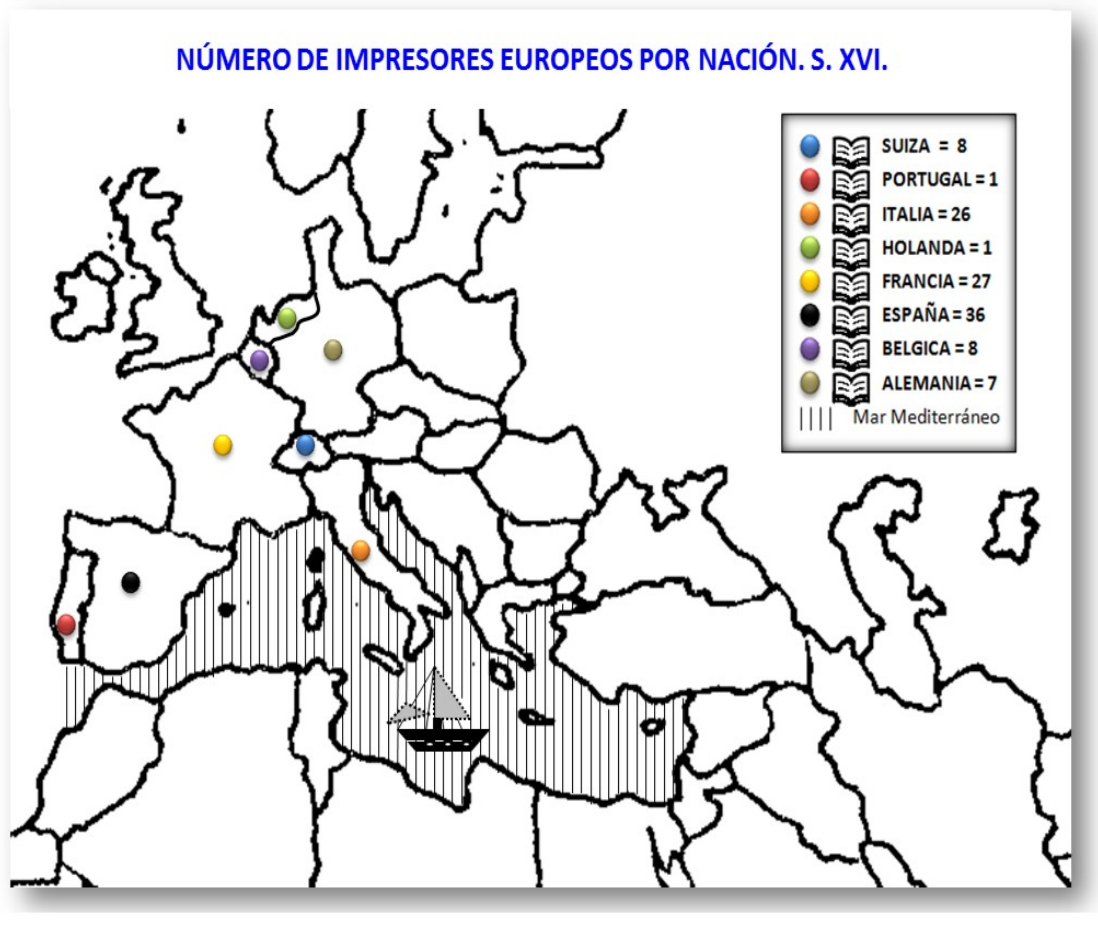 NÚMERO DE IMPRESORES EUROPEOS POR NACIÓN. S. XVI.
SUIZA = 8
PORTUGAL = 1
ITALIA = 26
HOLANDA = 1
FRANCIA = 27
ESPAÑA = 36
BELGICA = 8
ALEMANIA = 7
Mar Mediterráneo